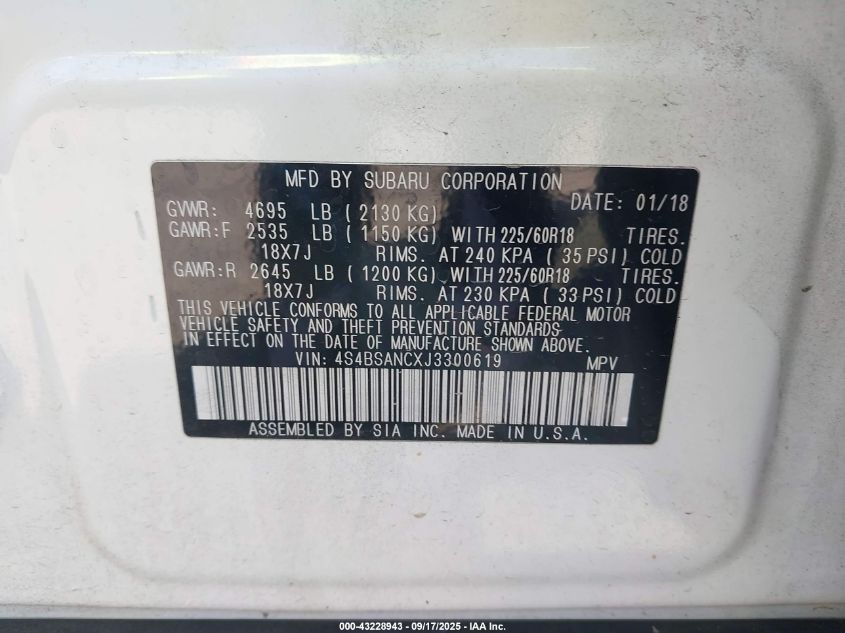 MFD BY SUBARU CORPORATION
GVWR: 4695 LB ( 2130 KG) DATE: 01/18
GAWR:F 2535 LB ( 1150 KG) WITH 225/60R18 TIRES.
18X7J RIMS. AT 240 KPA ( 35 PSI) COLD
GAWR:R 2645 LB ( 1200 KG) WITH 225/60R18 TIRES.
18X7J RIMS. AT 230 KPA ( 33 PSI) COLD
THIS VEHICLE CONFORMS TO ALL APPLICABLE FEDERAL MOTOR
VEHICLE SAFETY AND THEFT PREVENTION STANDARDS
IN EFFECT ON THE DATE OF MANUFACTURE SHOWN ABOVE.
VIN: 4S4BSANCXJ3300619 MPV
ASSEMBLED BY SIA INC. MADE IN U.S.A.
000-43228943 - 09/17/2025 - IAA Inc.